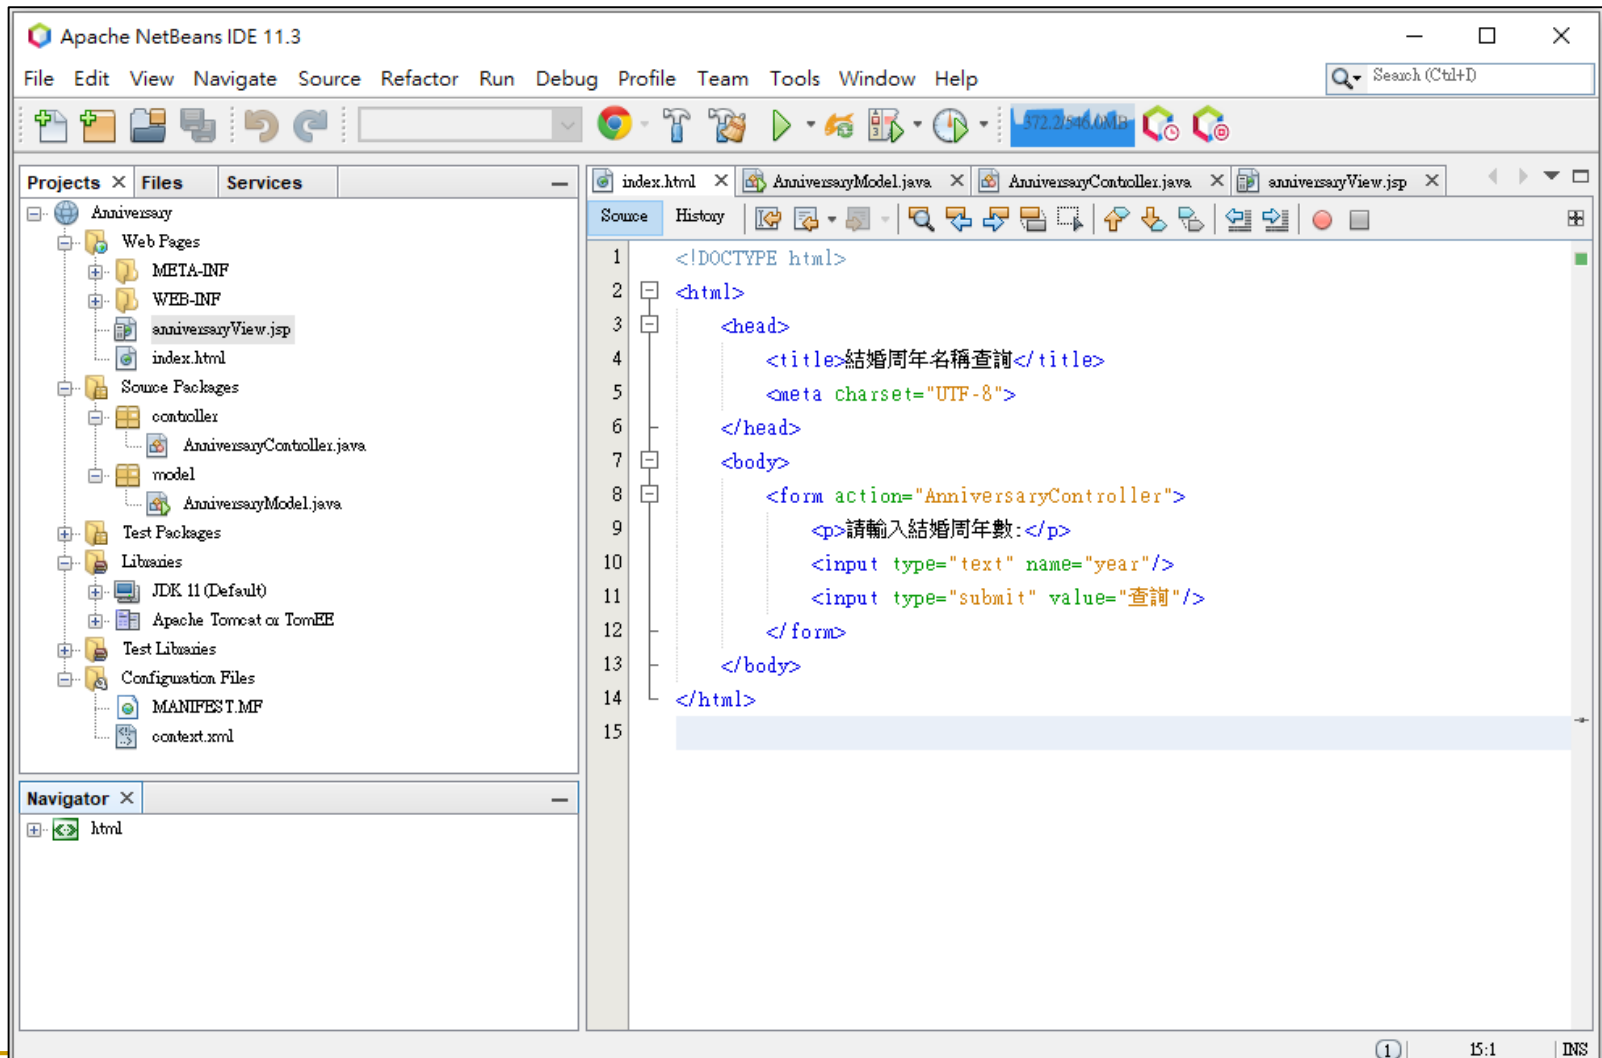 Apache NetBeans IDE 11.3
File Edit View Navigate Source Refactor Run Debug Profile Team Tools Window Help
Search (Ctrl+I)
372.2/546.0MB
Projects Files Services
Anniversary
Web Pages
META-INF
WEB-INF
anniversaryView.jsp
index.html
Source Packages
controller
AnniversaryController.java
model
AnniversaryModel.java
Test Packages
Libraries
JDK 11 (Default)
Apache Tomcat or TomEE
Test Libraries
Configuration Files
MANIFEST.MF
context.xml
Navigator
html
index.html AnniversaryModel.java AnniversaryController.java anniversaryView.jsp
Source History
1 <!DOCTYPE html>
2 <html>
3 <head>
4 <title>結婚周年名稱查詢</title>
5 <meta charset="UTF-8">
6 </head>
7 <body>
8 <form action="AnniversaryController">
9 <p>請輸入結婚周年數:</p>
10 <input type="text" name="year"/>
11 <input type="submit" value="查詢"/>
12 </form>
13 </body>
14 </html>
15
1 15:1 INS